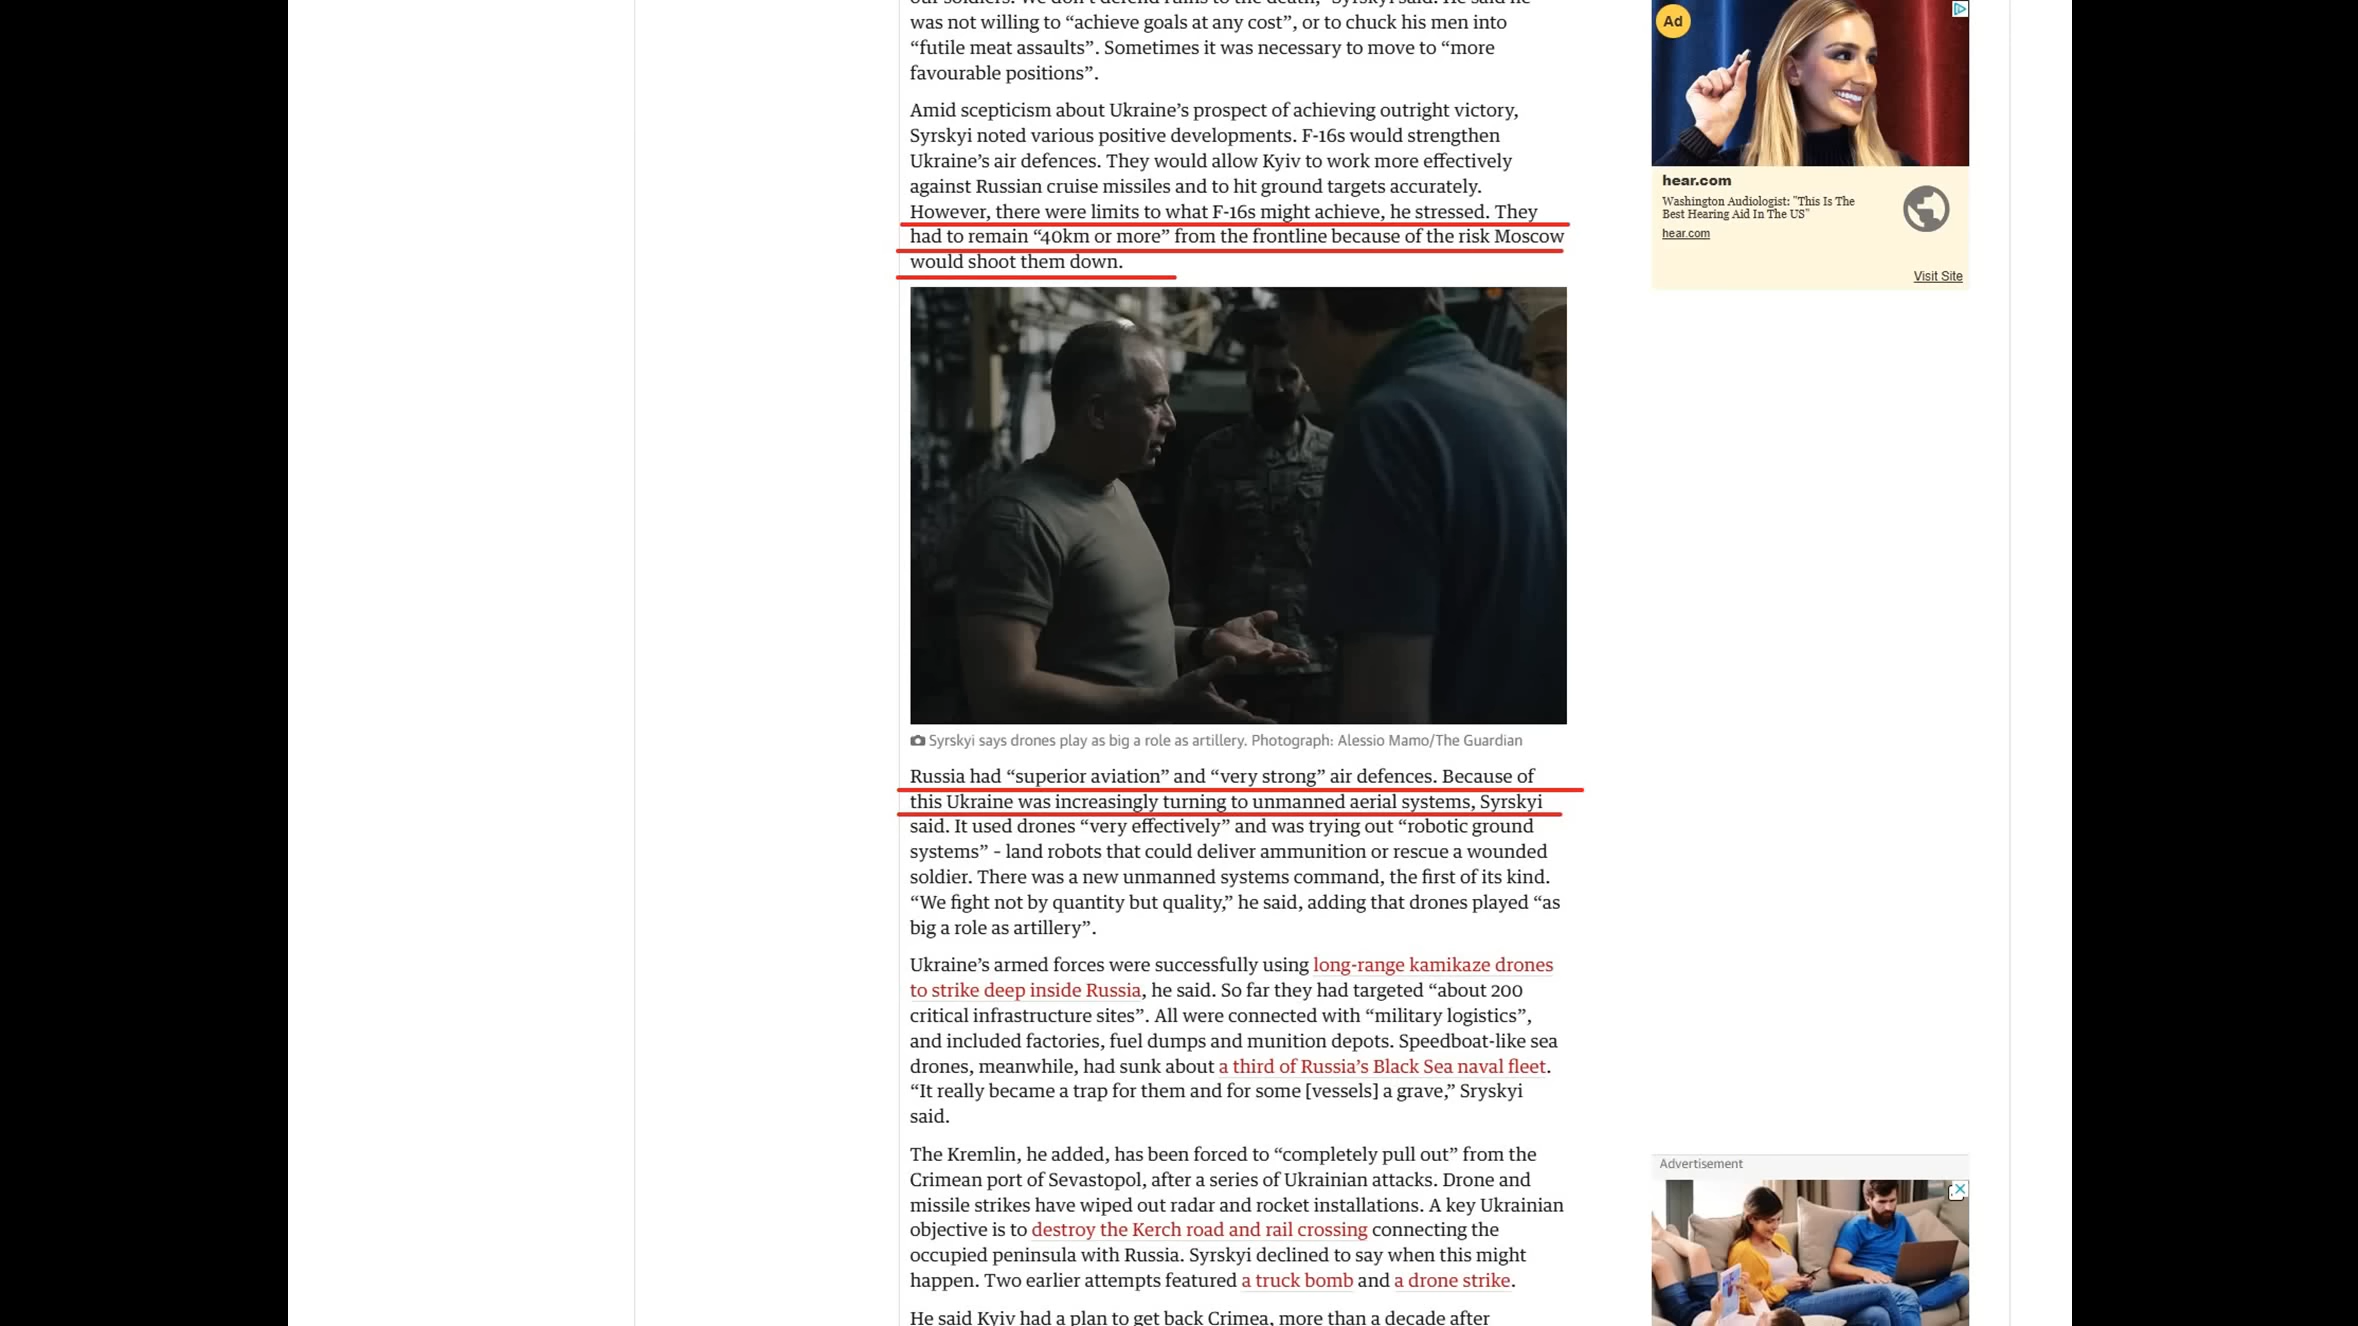 was not willing to “achieve goals at any cost”, or to chuck his men into
“futile meat assaults”. Sometimes it was necessary to move to “more
favourable positions”.
Amid scepticism about Ukraine’s prospect of achieving outright victory,
Syrskyi noted various positive developments. F-16s would strengthen
Ukraine’s air defences. They would allow Kyiv to work more effectively
against Russian cruise missiles and to hit ground targets accurately.
However, there were limits to what F-16s might achieve, he stressed. They
had to remain “40km or more” from the frontline because of the risk Moscow
would shoot them down.
Syrskyi says drones play as big a role as artillery. Photograph: Alessio Mamo/The Guardian
Russia had “superior aviation” and “very strong” air defences. Because of
this Ukraine was increasingly turning to unmanned aerial systems, Syrskyi
said. It used drones “very effectively” and was trying out “robotic ground
systems” – land robots that could deliver ammunition or rescue a wounded
soldier. There was a new unmanned systems command, the first of its kind.
“We fight not by quantity but quality,” he said, adding that drones played “as
big a role as artillery”.
Ukraine’s armed forces were successfully using long-range kamikaze drones
to strike deep inside Russia, he said. So far they had targeted “about 200
critical infrastructure sites”. All were connected with “military logistics”,
and included factories, fuel dumps and munition depots. Speedboat-like sea
drones, meanwhile, had sunk about a third of Russia’s Black Sea naval fleet.
“It really became a trap for them and for some [vessels] a grave,” Sryskyi
said.
The Kremlin, he added, has been forced to “completely pull out” from the
Crimean port of Sevastopol, after a series of Ukrainian attacks. Drone and
missile strikes have wiped out radar and rocket installations. A key Ukrainian
objective is to destroy the Kerch road and rail crossing connecting the
occupied peninsula with Russia. Syrskyi declined to say when this might
happen. Two earlier attempts featured a truck bomb and a drone strike.
He said Kyiv had a plan to get back Crimea, more than a decade after
Ad
hear.com
Washington Audiologist: "This Is The
Best Hearing Aid In The US"
hear.com
Visit Site
Advertisement